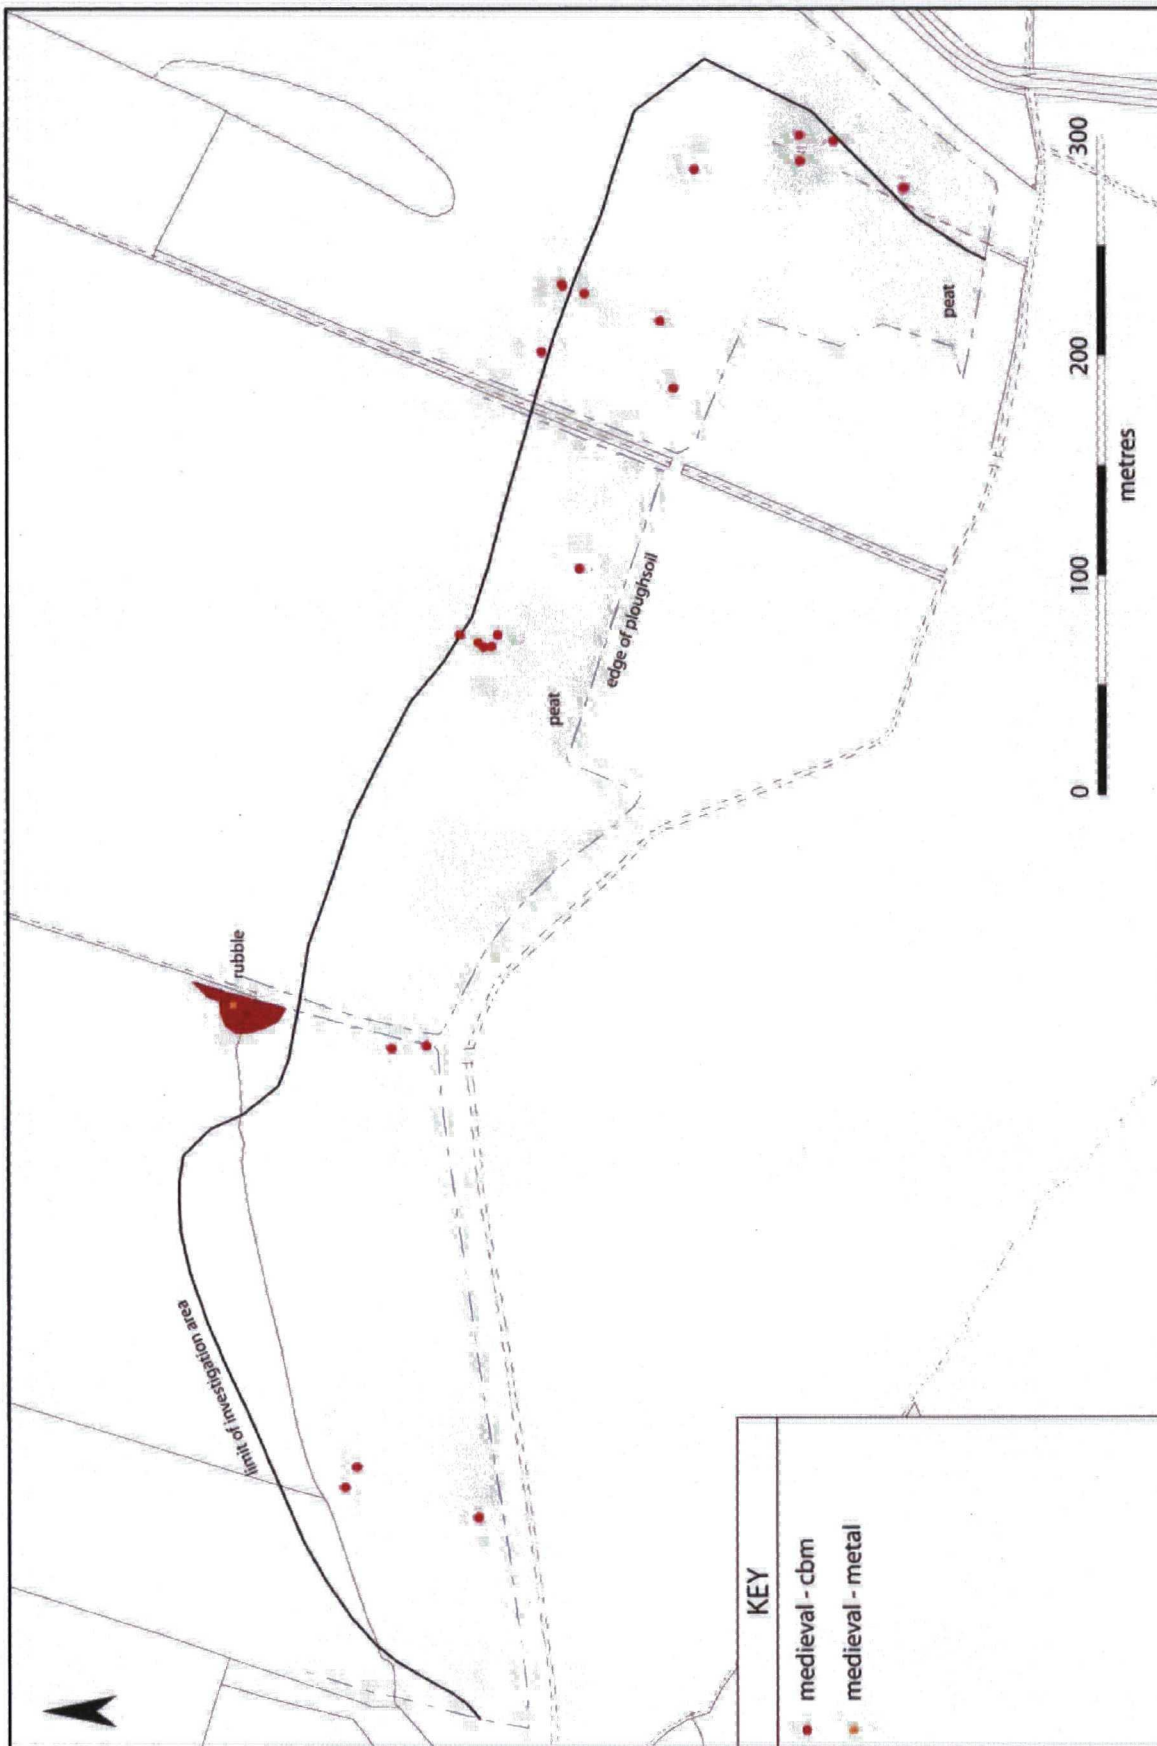 limit of investigation area
rubble
peat
edge of ploughsoil
peat
KEY
medieval - cbm
medieval - metal
0 100 200 300
metres